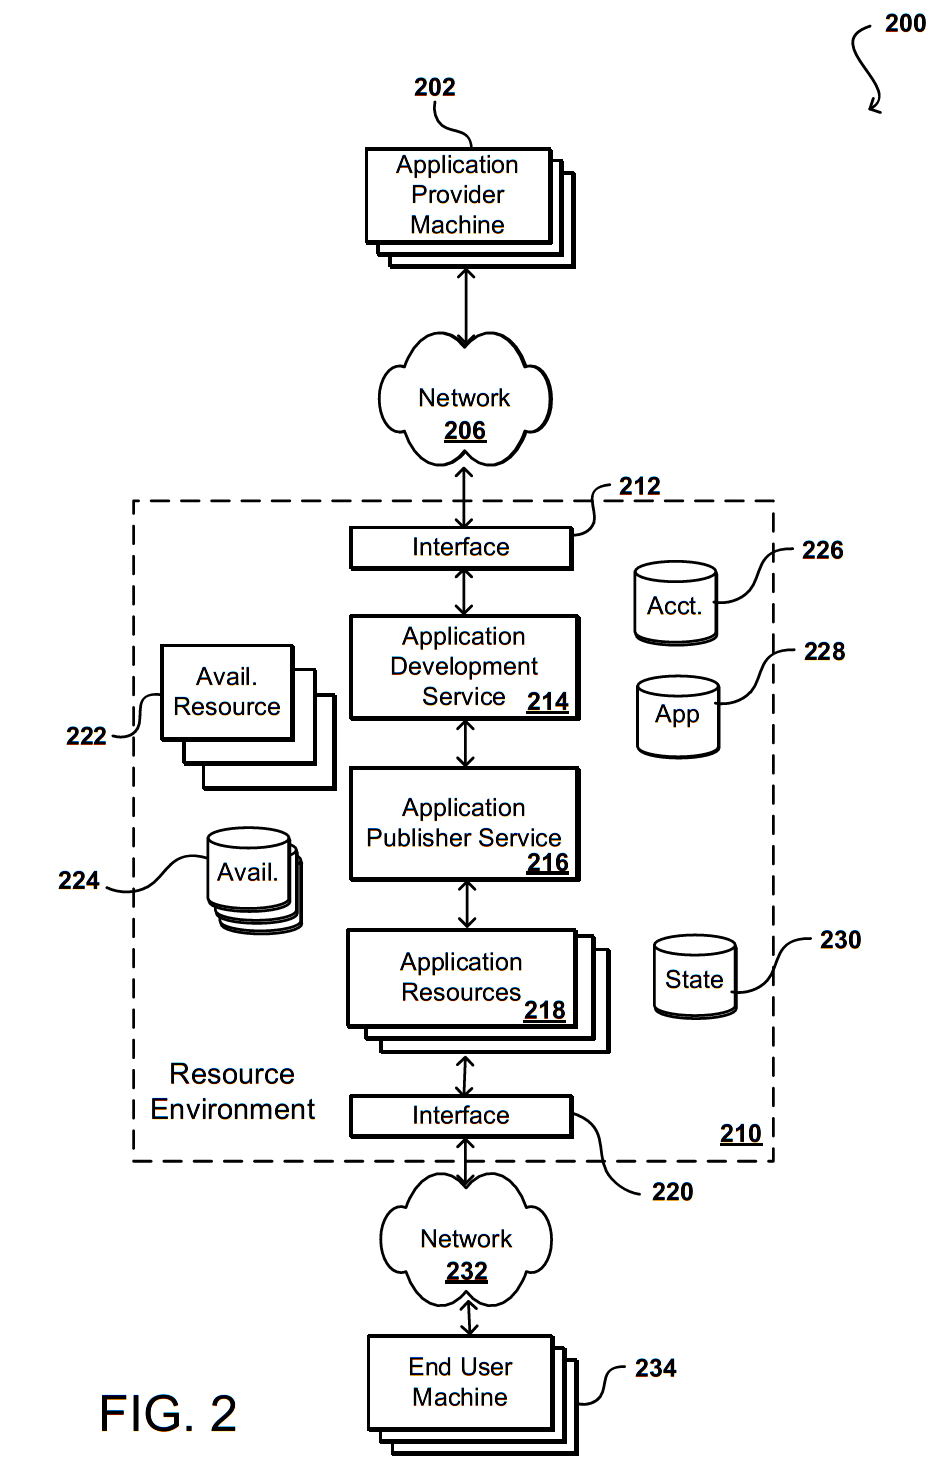 200
202
Application
Provider
Machine
Network
206
212
Interface
226
Acct.
Application
Development
Service
214
228
App
Avail.
Resource
222
Application
Publisher Service
216
224
Avail.
Application
Resources
218
230
State
Resource
Environment
Interface
210
220
Network
232
End User
Machine
234
FIG. 2